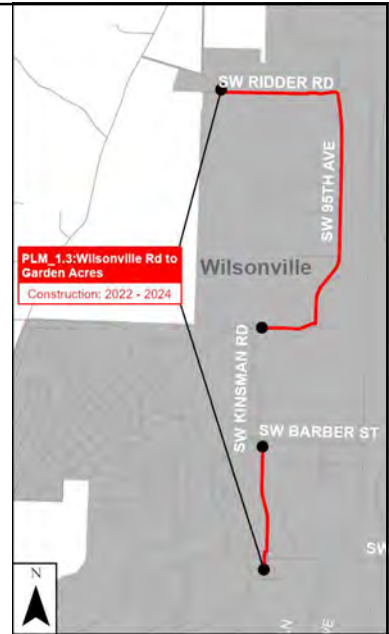 SW RIDDER RD
SW 95TH AVE
PLM_1.3:Wilsonville Rd to
Garden Acres
Construction: 2022 - 2024
Wilsonville
SW KINSMAN RD
SW BARBER ST
SW
N